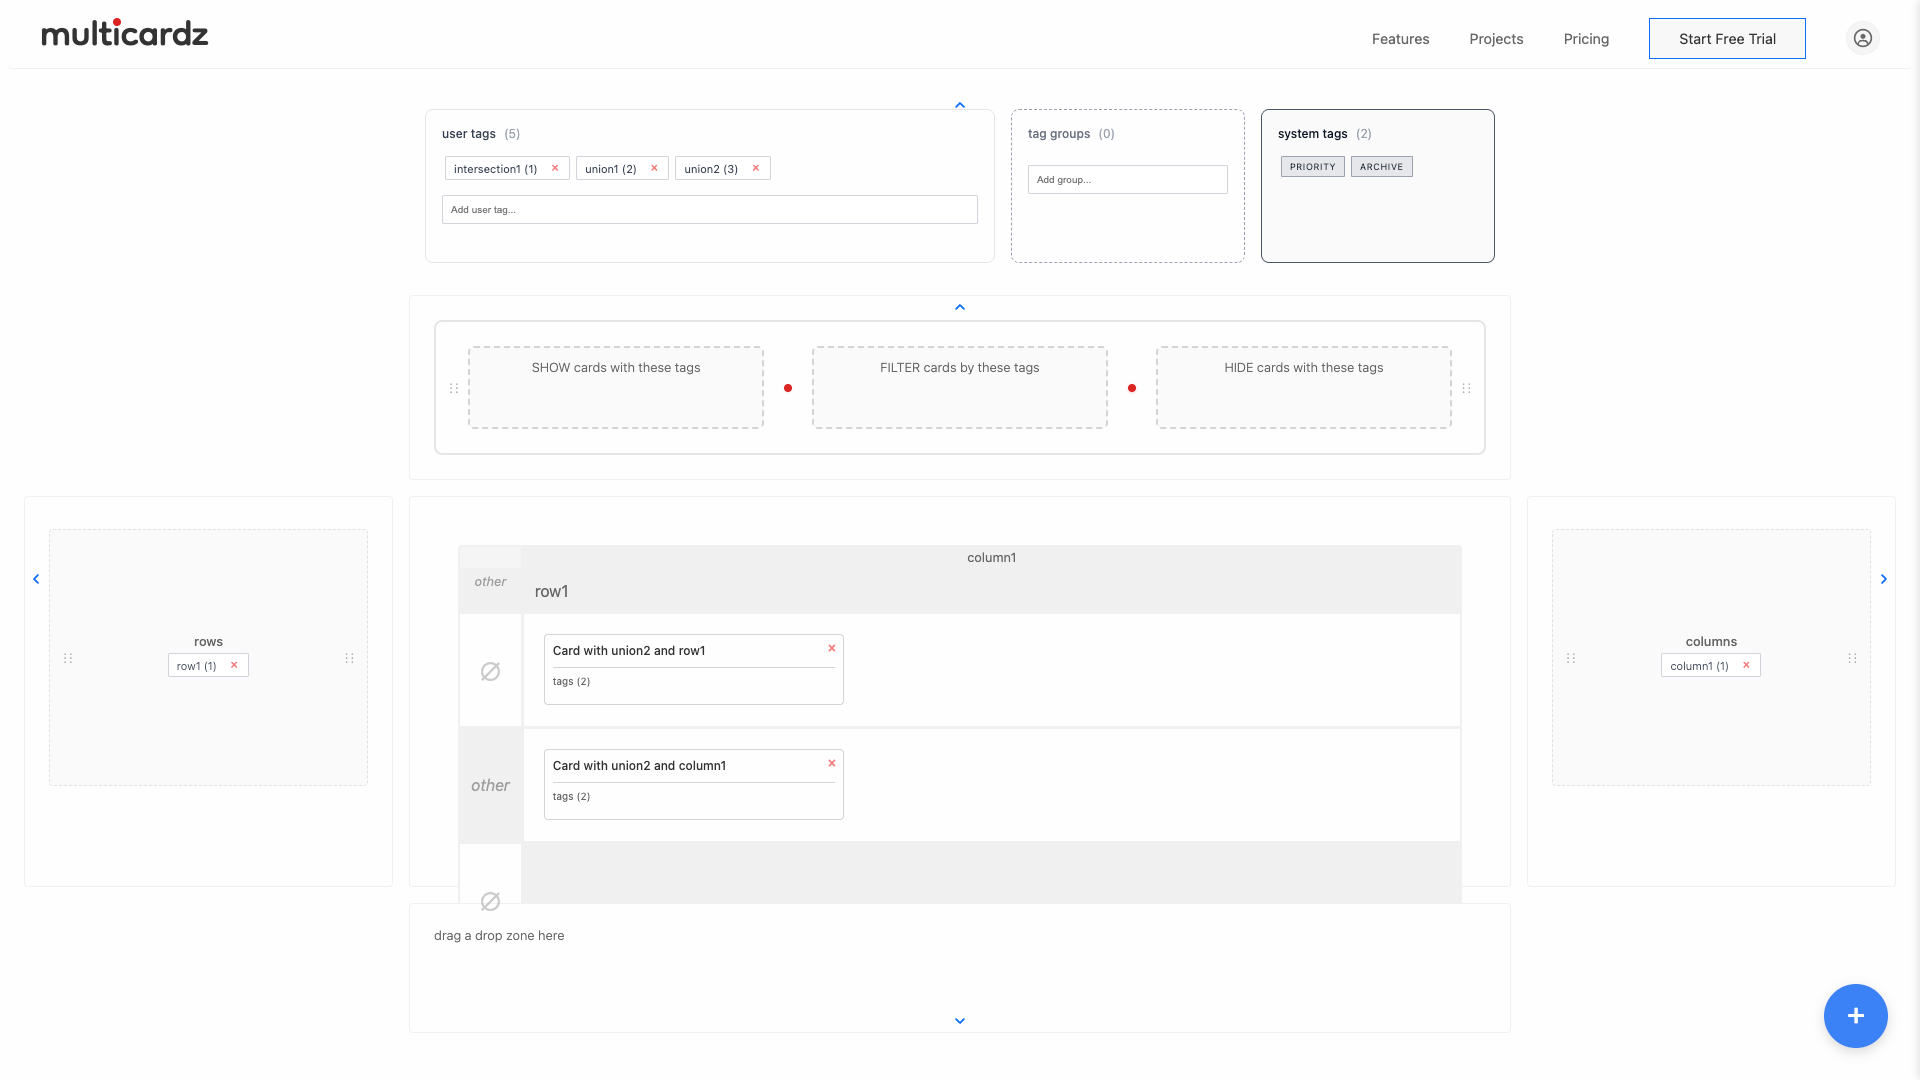 multicardz
Features
Projects
Pricing
Start Free Trial
user tags (5)
intersection1 (1) ×
union1 (2) ×
union2 (3) ×
Add user tag...
tag groups (0)
Add group...
system tags (2)
PRIORITY
ARCHIVE
SHOW cards with these tags
FILTER cards by these tags
HIDE cards with these tags
rows
row1 (1) ×
column1
other
row1
Card with union2 and row1 ×
tags (2)
other
Card with union2 and column1 ×
tags (2)
columns
column1 (1) ×
drag a drop zone here
+